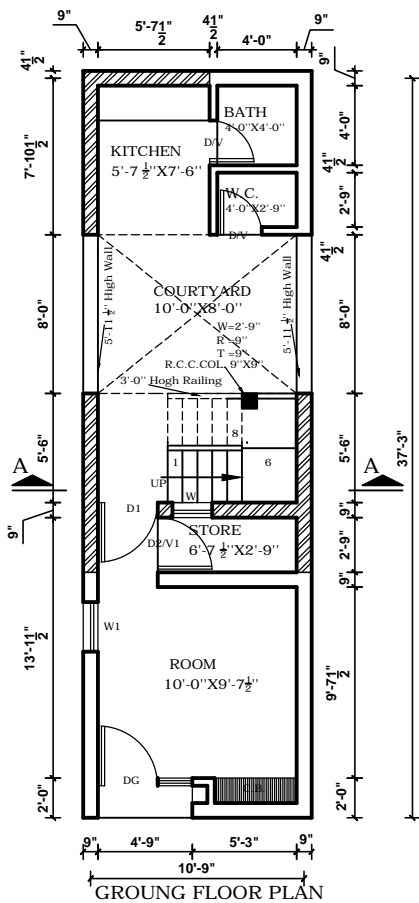 9"
5'-7 1/2"
4 1/2"
4'-0"
9"
4 1/2"
9"
BATH
4'-0"X4'-0"
4'-0"
D/V
KITCHEN
5'-7 1/2"X7'-6"
7'-10 1/2"
4 1/2"
W.C.
4'-0"X2'-9"
2'-9"
D/V
4 1/2"
5'-11 1/2" High Wall
5'-11 1/2" High Wall
COURTYARD
10'-0"X8'-0"
8'-0"
8'-0"
W=2'-9"
R =9"
T =9"
R.C.C.COL. 9"X9"
3'-0" Hogh Railing
37'-3"
5'-6"
8
5'-6"
1
6
A
A
UP
W
9"
D1
9"
STORE
6'-7 1/2"X2'-9"
D2/V1
2'-9"
9"
W1
13'-11 1/2"
ROOM
10'-0"X9'-7 1/2"
9'-7 1/2"
DG
C.B.
2'-0"
2'-0"
9"
4'-9"
5'-3"
9"
10'-9"
GROUNG FLOOR PLAN